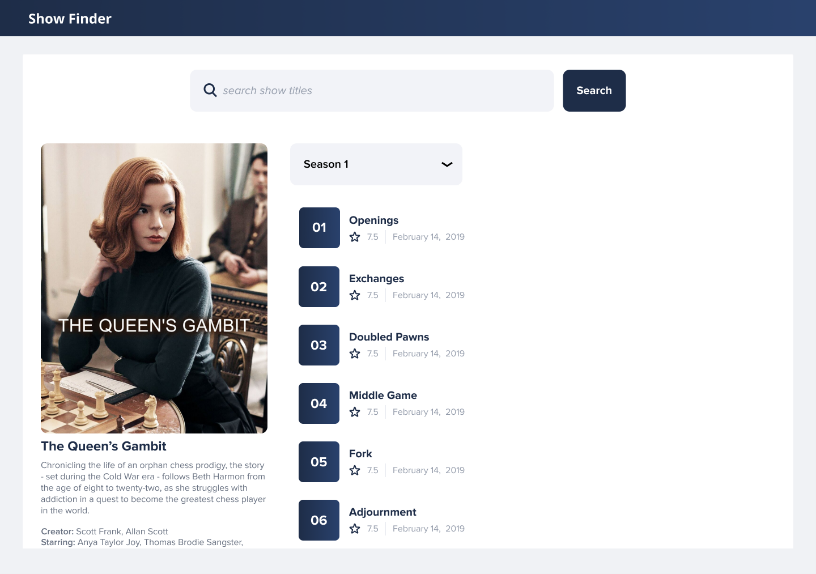 Show Finder
search show titles
Search
THE QUEEN'S GAMBIT
The Queen’s Gambit
Chronicling the life of an orphan chess prodigy, the story
- set during the Cold War era - follows Beth Harmon from
the age of eight to twenty-two, as she struggles with
addiction in a quest to become the greatest chess player
in the world.
Creator: Scott Frank, Allan Scott
Starring: Anya Taylor Joy, Thomas Brodie Sangster,
Season 1
01
Openings
7.5 February 14, 2019
02
Exchanges
7.5 February 14, 2019
03
Doubled Pawns
7.5 February 14, 2019
04
Middle Game
7.5 February 14, 2019
05
Fork
7.5 February 14, 2019
06
Adjournment
7.5 February 14, 2019